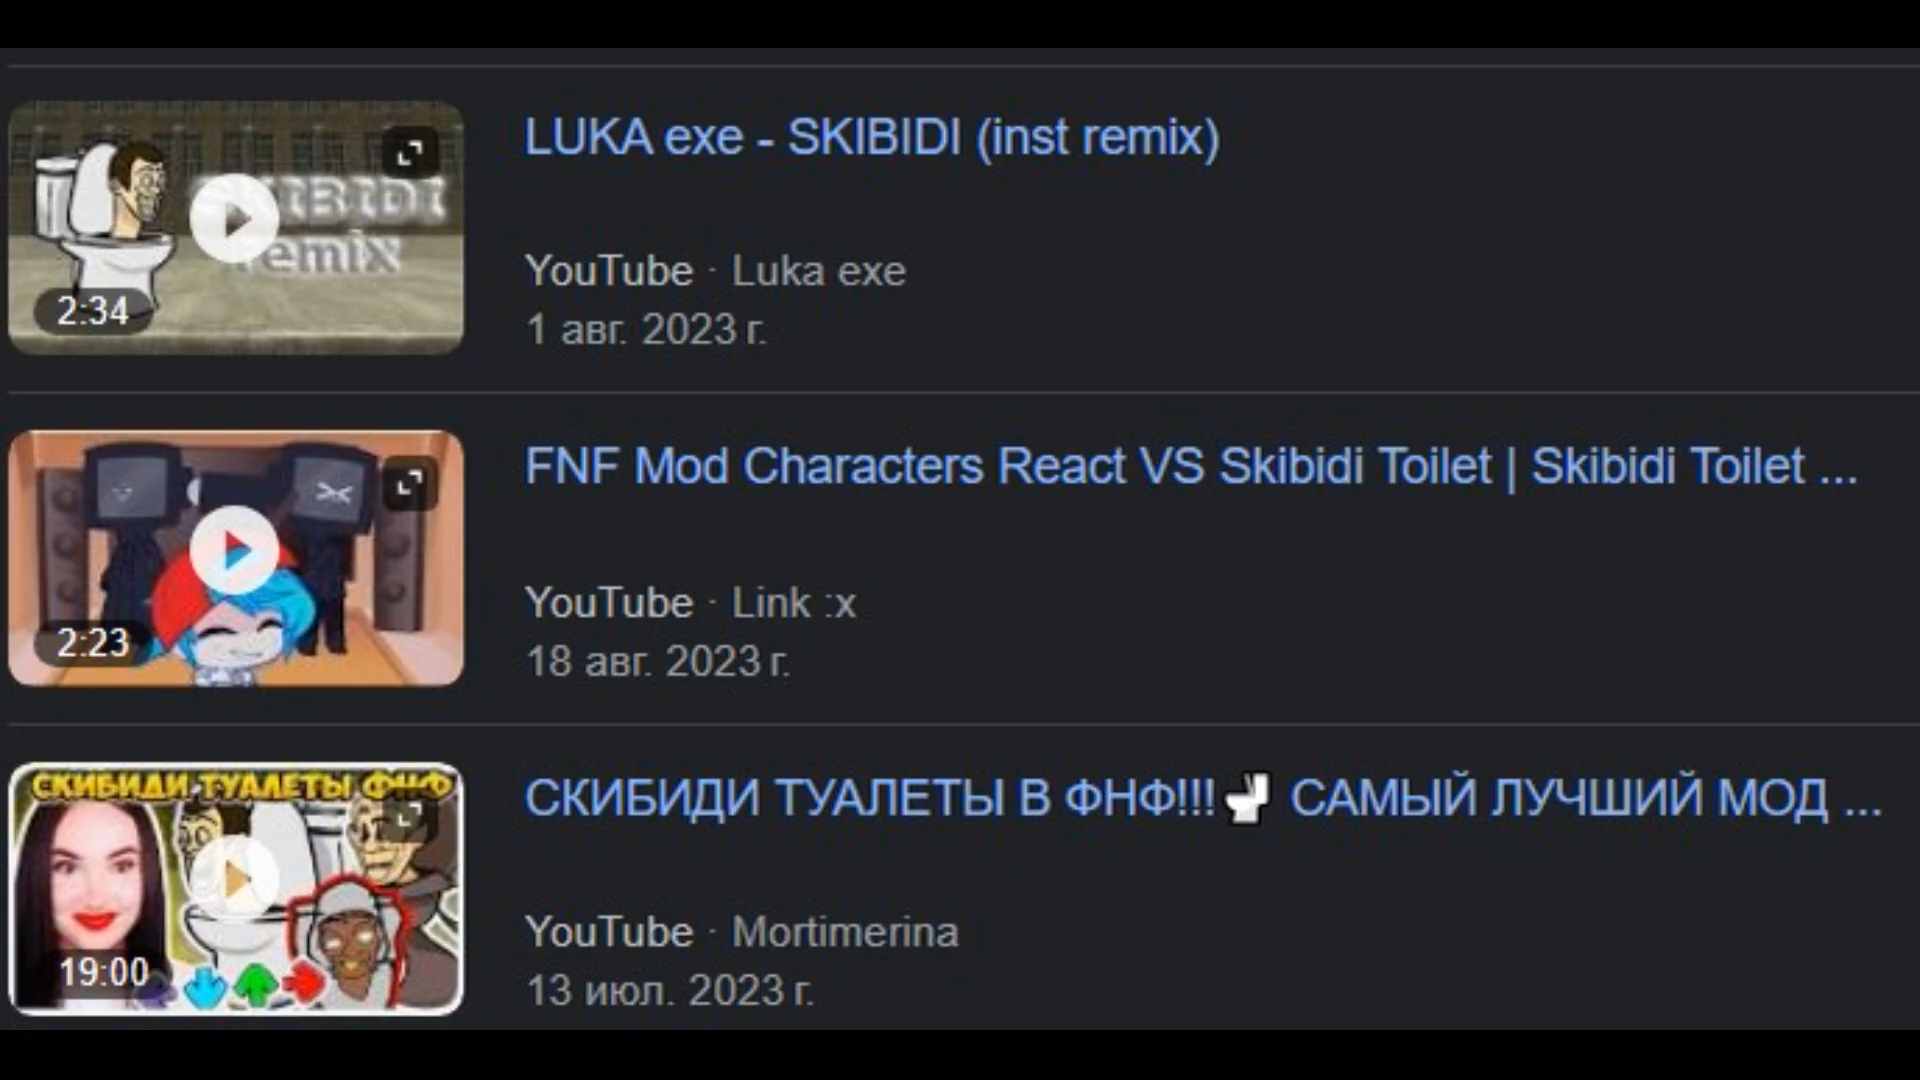 LUKA exe - SKIBIDI (inst remix)
SKIBIDI
remix
2:34
YouTube · Luka exe
1 авг. 2023 г.
FNF Mod Characters React VS Skibidi Toilet | Skibidi Toilet ...
2:23
YouTube · Link :x
18 авг. 2023 г.
СКИБИДИ ТУАЛЕТЫ ФНФ
СКИБИДИ ТУАЛЕТЫ В ФНФ!!!🚽 САМЫЙ ЛУЧШИЙ МОД ...
19:00
YouTube · Mortimerina
13 июл. 2023 г.